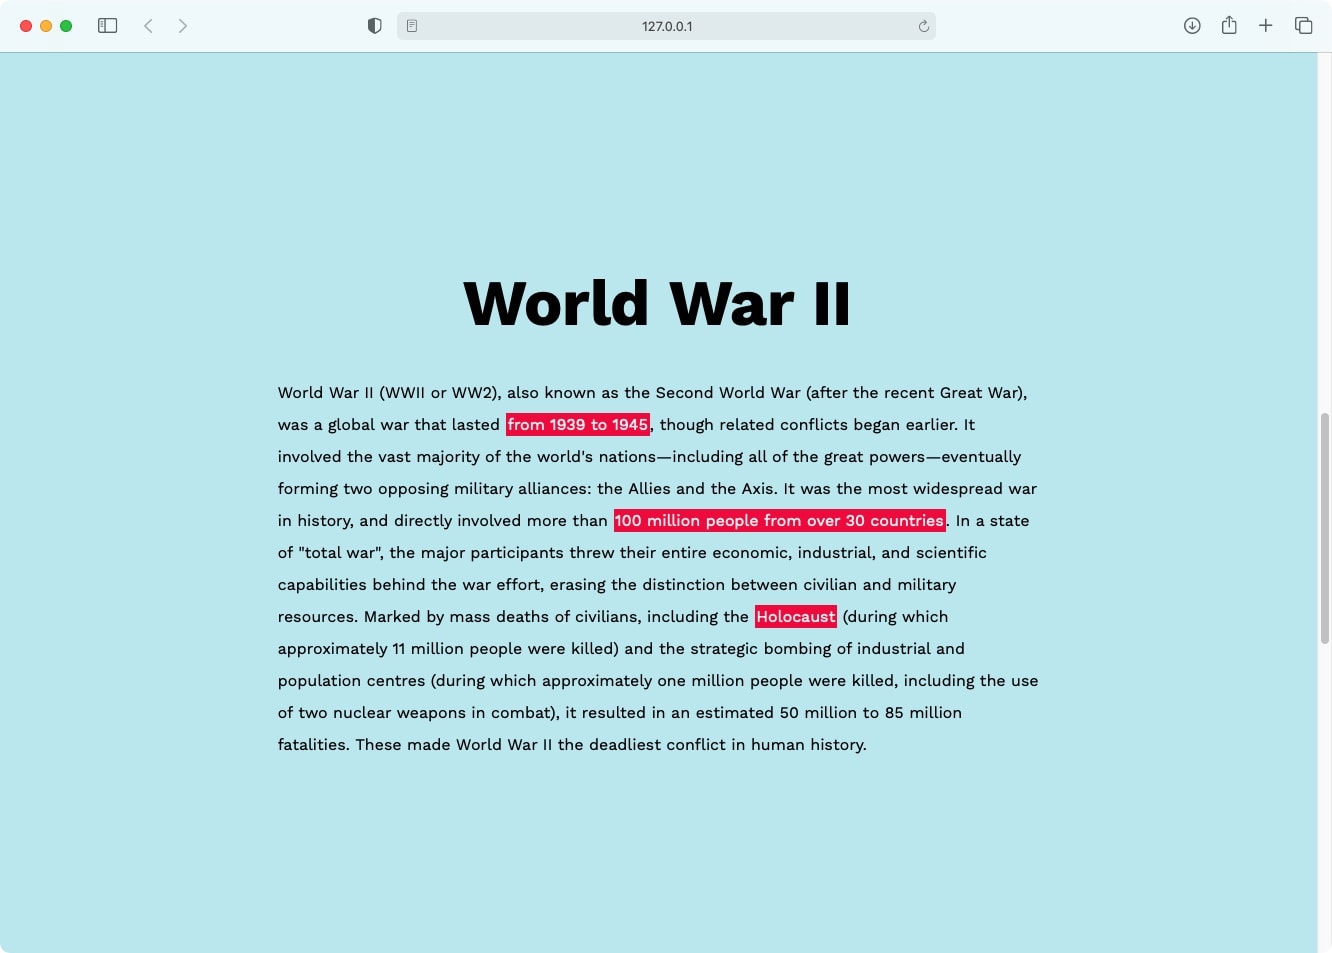 127.0.0.1
World War II
World War II (WWII or WW2), also known as the Second World War (after the recent Great War),
was a global war that lasted from 1939 to 1945, though related conflicts began earlier. It
involved the vast majority of the world's nations—including all of the great powers—eventually
forming two opposing military alliances: the Allies and the Axis. It was the most widespread war
in history, and directly involved more than 100 million people from over 30 countries. In a state
of "total war", the major participants threw their entire economic, industrial, and scientific
capabilities behind the war effort, erasing the distinction between civilian and military
resources. Marked by mass deaths of civilians, including the Holocaust (during which
approximately 11 million people were killed) and the strategic bombing of industrial and
population centres (during which approximately one million people were killed, including the use
of two nuclear weapons in combat), it resulted in an estimated 50 million to 85 million
fatalities. These made World War II the deadliest conflict in human history.